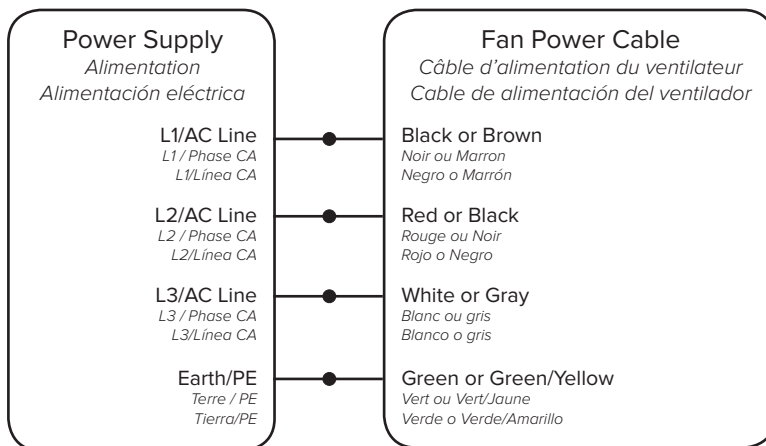 Power Supply
Alimentation
Alimentación eléctrica
L1/AC Line
L1 / Phase CA
L1/Línea CA
L2/AC Line
L2 / Phase CA
L2/Línea CA
L3/AC Line
L3 / Phase CA
L3/Línea CA
Earth/PE
Terre / PE
Tierra/PE
Fan Power Cable
Câble d’alimentation du ventilateur
Cable de alimentación del ventilador
Black or Brown
Noir ou Marron
Negro o Marrón
Red or Black
Rouge ou Noir
Rojo o Negro
White or Gray
Blanc ou gris
Blanco o gris
Green or Green/Yellow
Vert ou Vert/Jaune
Verde o Verde/Amarillo